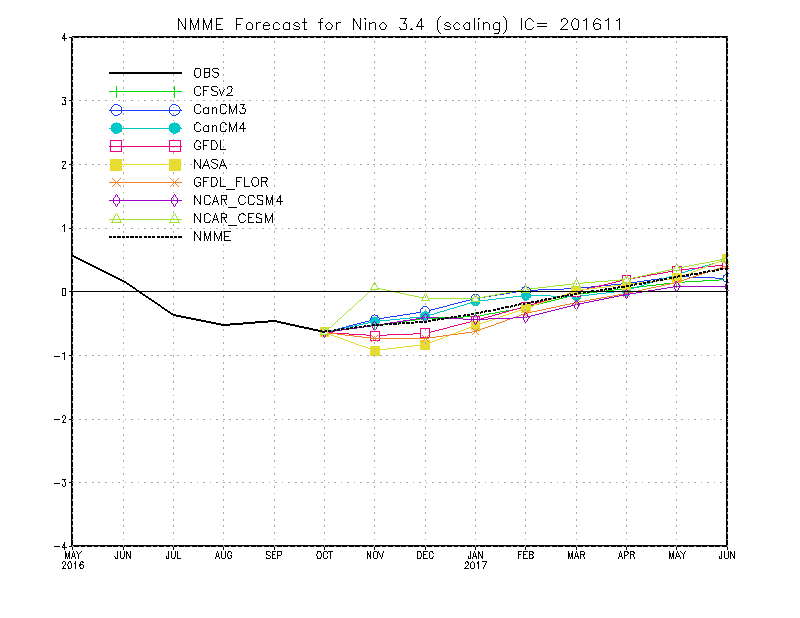 NMME Forecast for Nino 3.4 (scaling) IC= 201611
4
3
2
1
0
-1
-2
-3
-4
OBS
CFSv2
CanCM3
CanCM4
GFDL
NASA
GFDL_FLOR
NCAR_CCSM4
NCAR_CESM
NMME
MAY JUN JUL AUG SEP OCT NOV DEC JAN FEB MAR APR MAY JUN
2016 2017